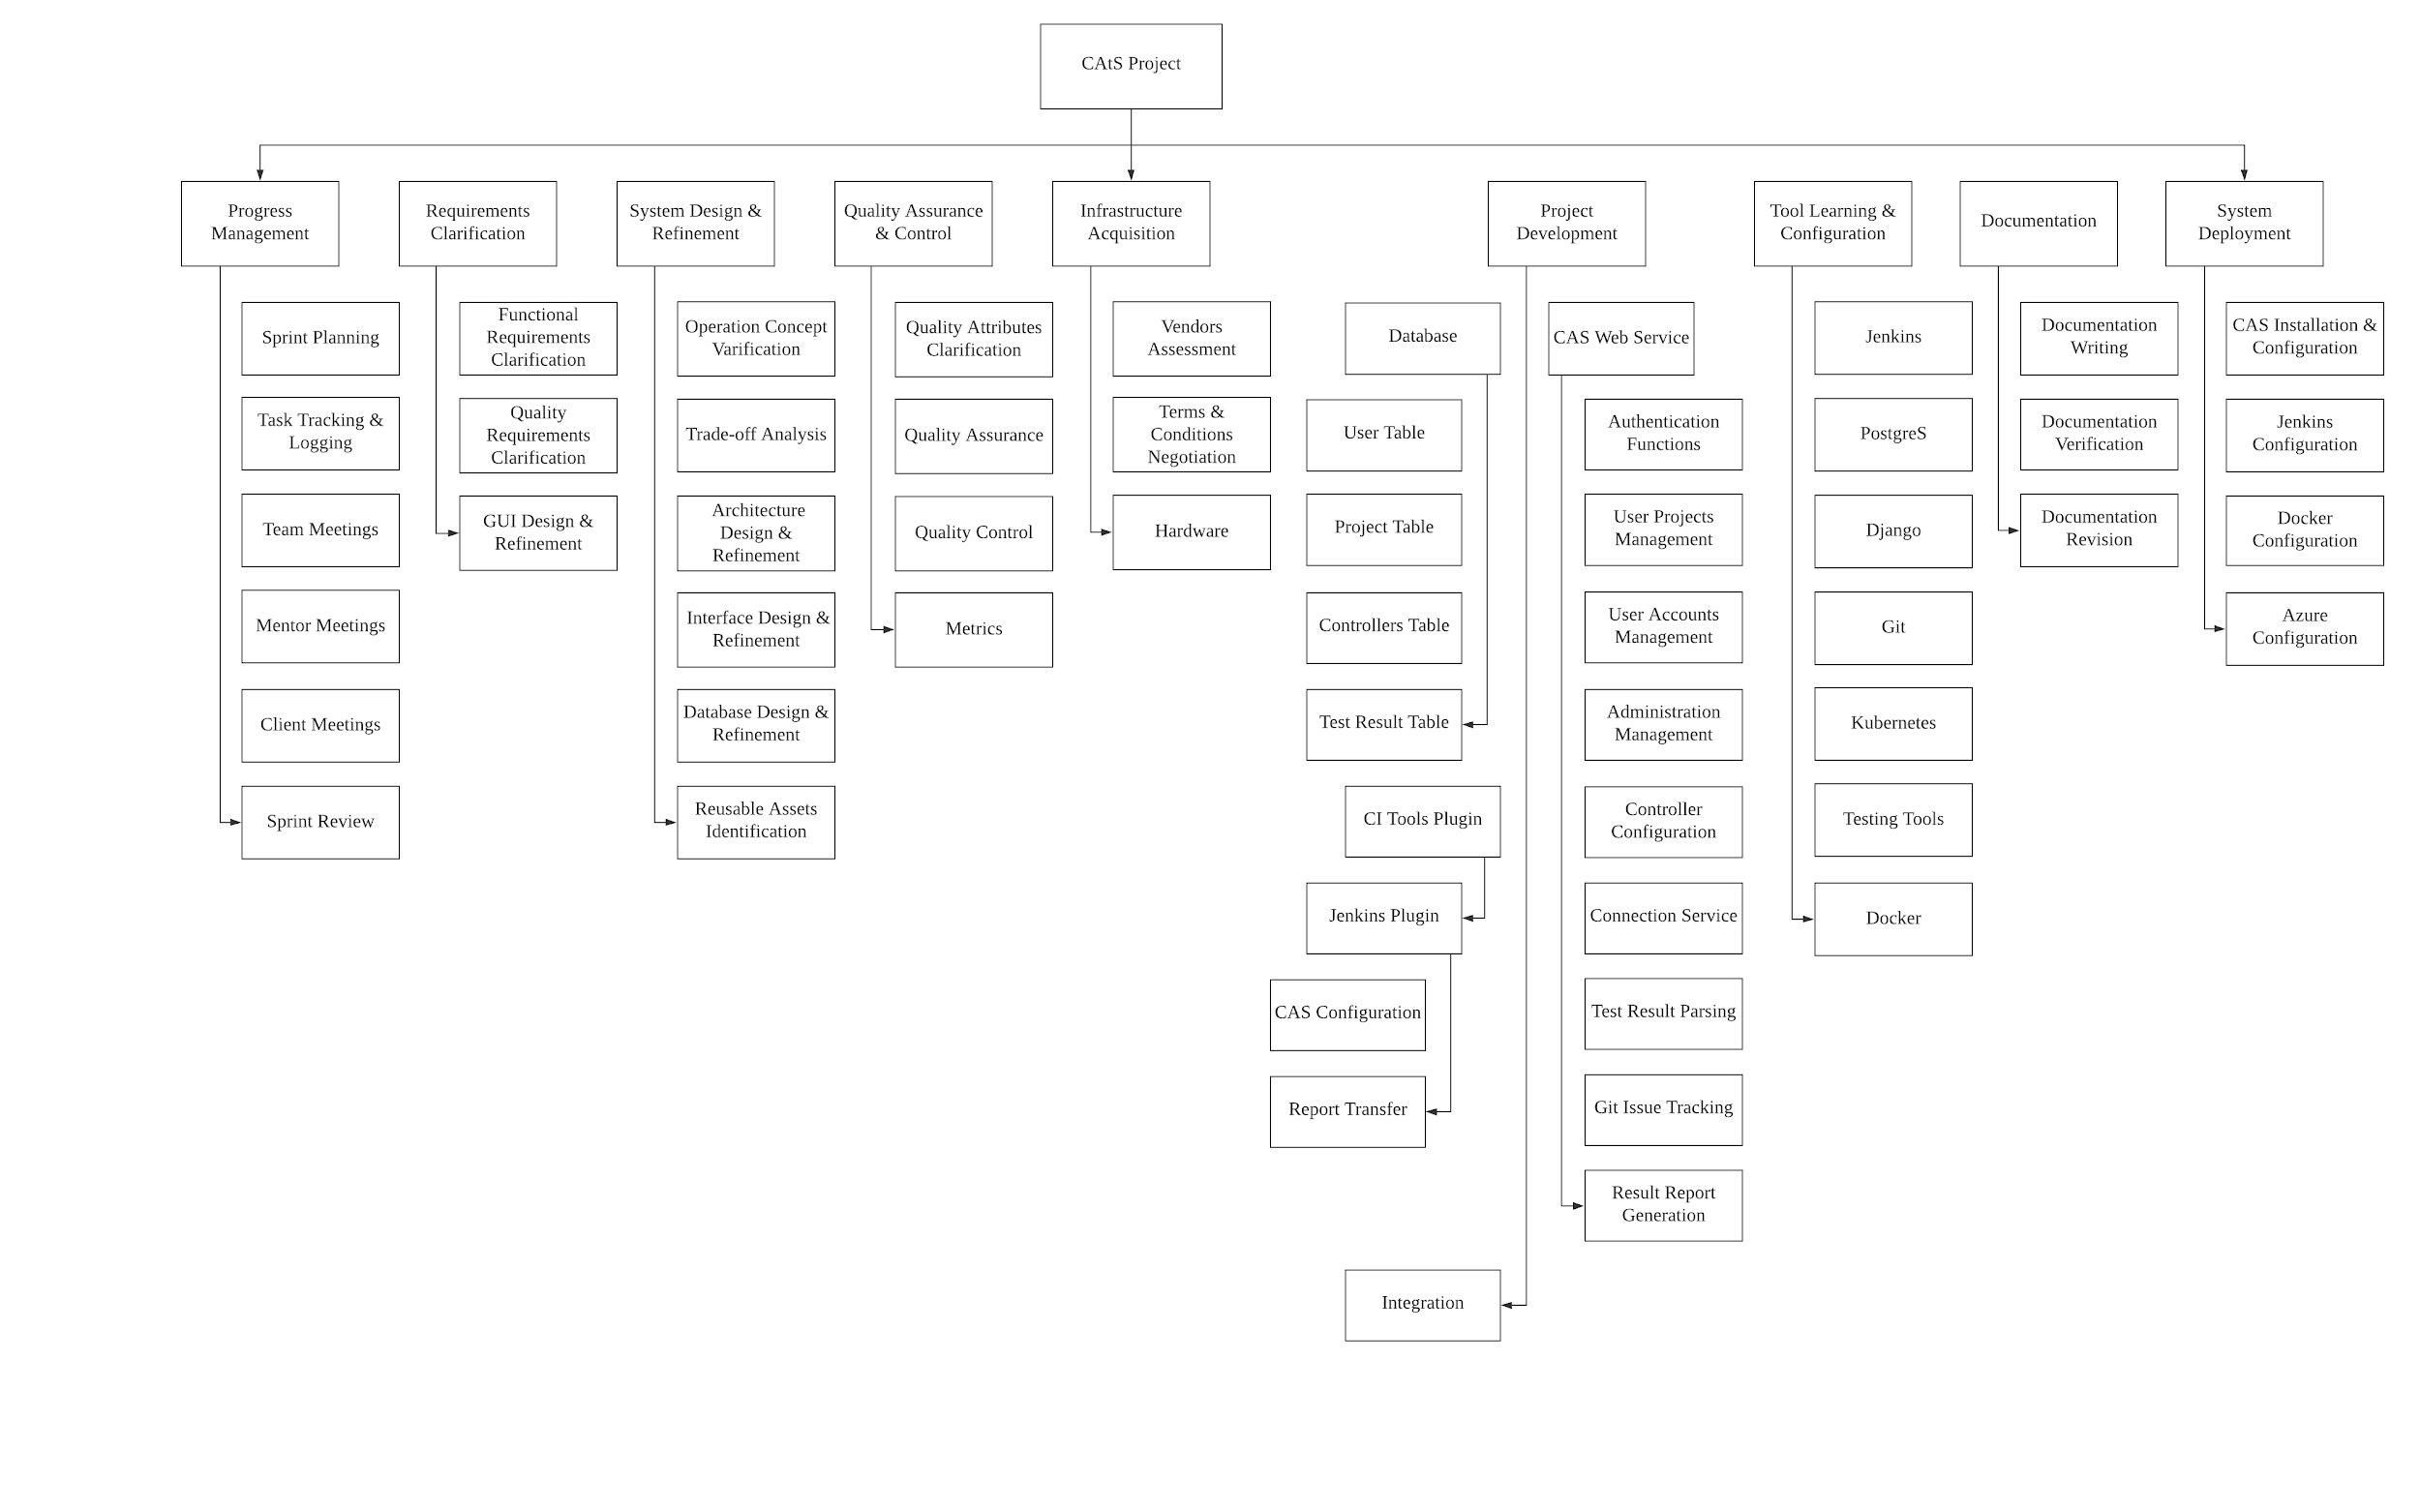 CAtS Project
Progress
Management
Requirements
Clarification
System Design &
Refinement
Quality Assurance
& Control
Infrastructure
Acquisition
Project
Development
Tool Learning &
Configuration
Documentation
System
Deployment
Sprint Planning
Task Tracking &
Logging
Team Meetings
Mentor Meetings
Client Meetings
Sprint Review
Functional
Requirements
Clarification
Quality
Requirements
Clarification
GUI Design &
Refinement
Operation Concept
Varification
Trade-off Analysis
Architecture
Design &
Refinement
Interface Design &
Refinement
Database Design &
Refinement
Reusable Assets
Identification
Quality Attributes
Clarification
Quality Assurance
Quality Control
Metrics
Vendors
Assessment
Terms &
Conditions
Negotiation
Hardware
Database
User Table
Project Table
Controllers Table
Test Result Table
CI Tools Plugin
Jenkins Plugin
CAS Configuration
Report Transfer
Integration
CAS Web Service
Authentication
Functions
User Projects
Management
User Accounts
Management
Administration
Management
Controller
Configuration
Connection Service
Test Result Parsing
Git Issue Tracking
Result Report
Generation
Jenkins
PostgreS
Django
Git
Kubernetes
Testing Tools
Docker
Documentation
Writing
Documentation
Verification
Documentation
Revision
CAS Installation &
Configuration
Jenkins
Configuration
Docker
Configuration
Azure
Configuration